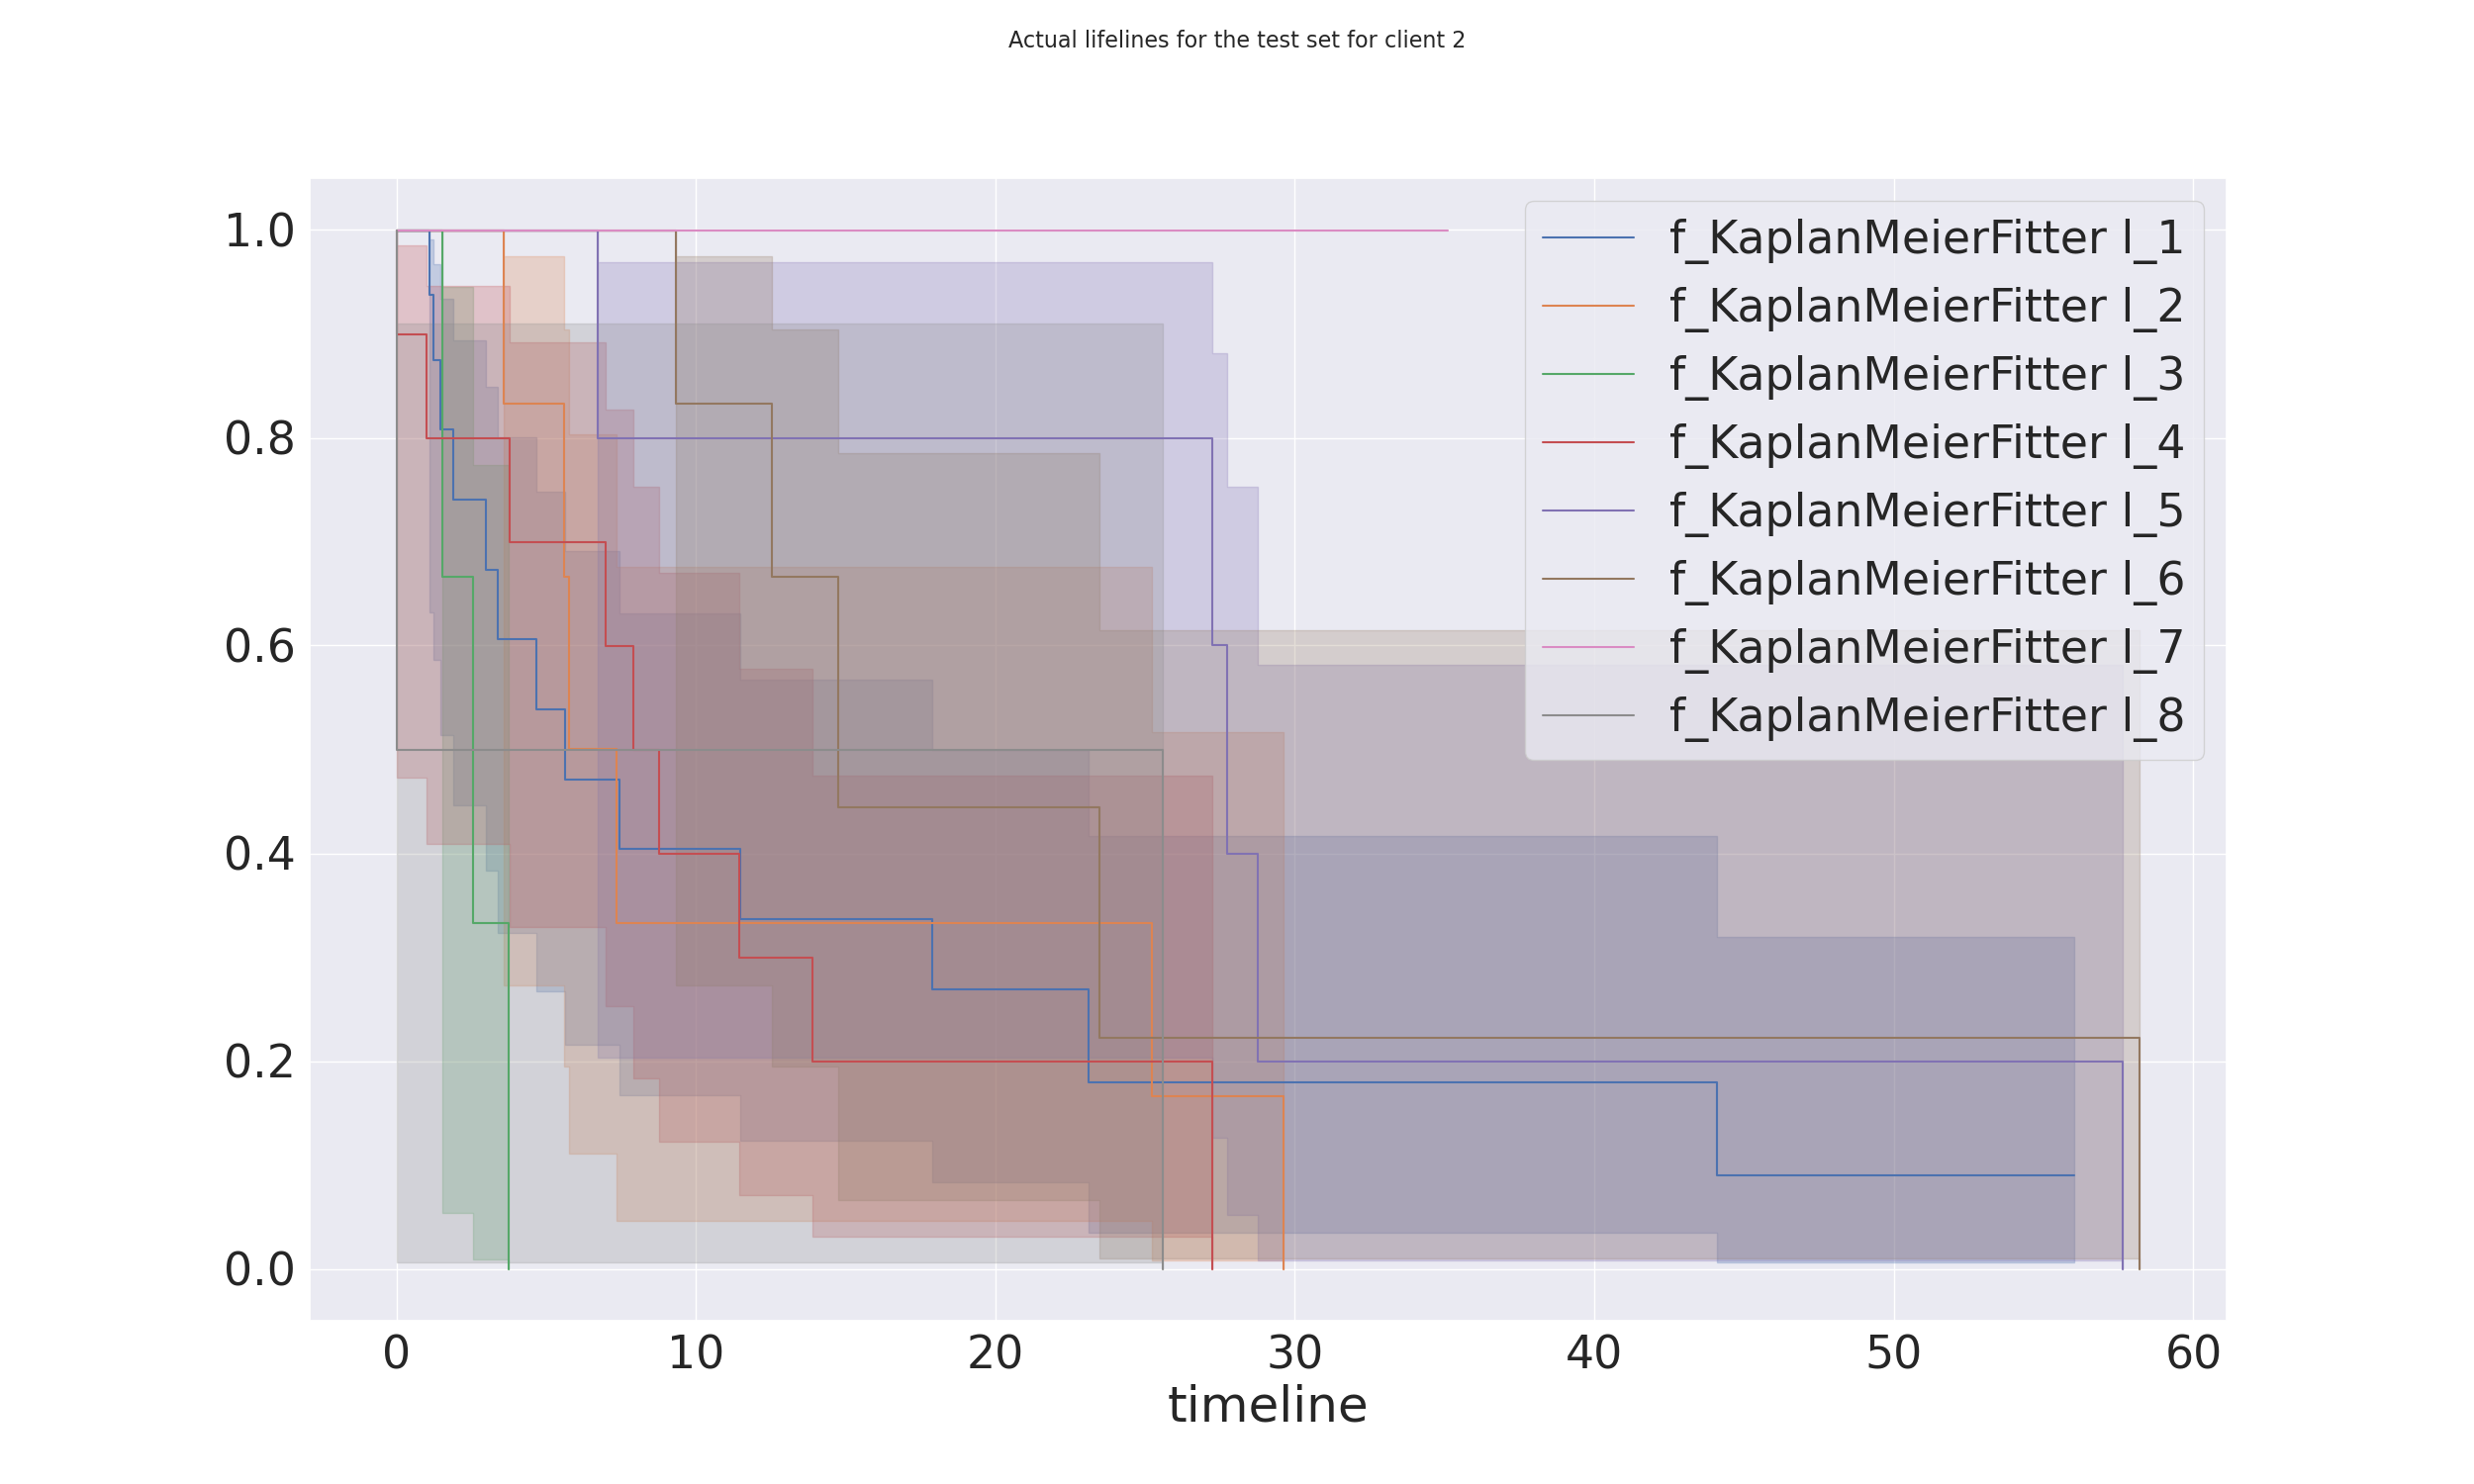 Actual lifelines for the test set for client 2
1.0
0.8
0.6
0.4
0.2
0.0
f_KaplanMeierFitter l_1
f_KaplanMeierFitter l_2
f_KaplanMeierFitter l_3
f_KaplanMeierFitter l_4
f_KaplanMeierFitter l_5
f_KaplanMeierFitter l_6
f_KaplanMeierFitter l_7
f_KaplanMeierFitter l_8
0 10 20 30 40 50 60
timeline